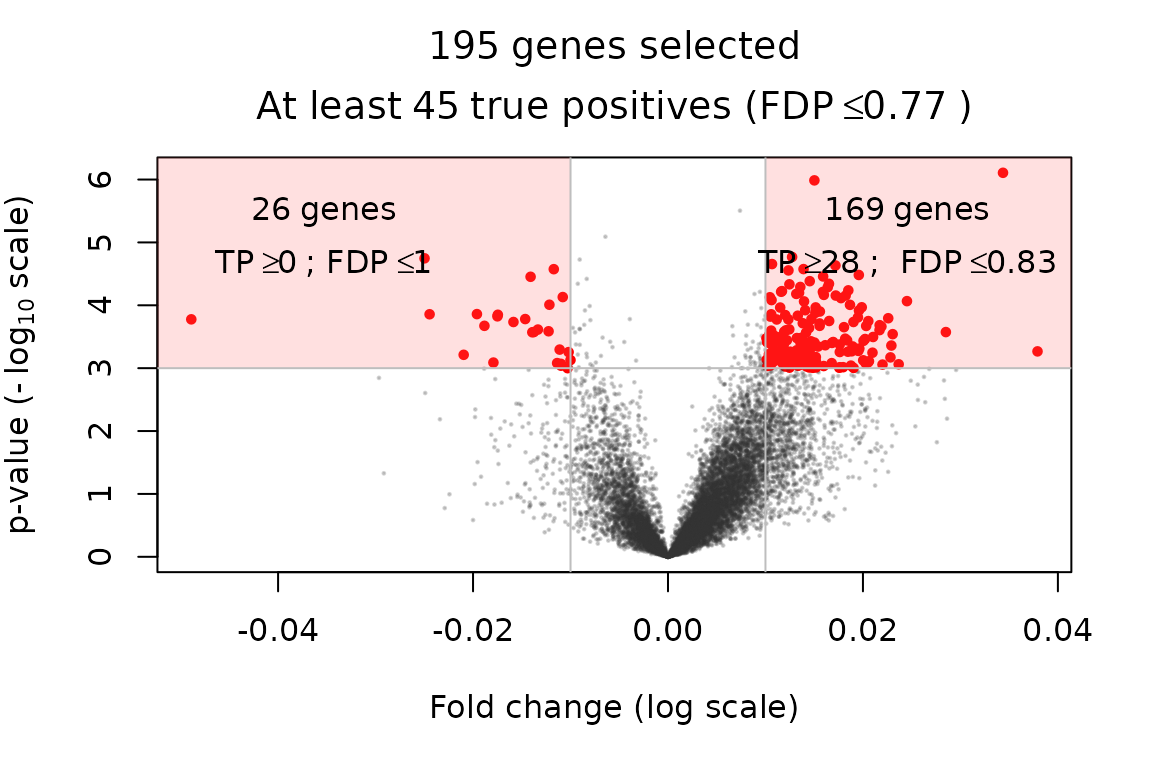 195 genes selected
At least 45 true positives (FDP ≤0.77 )
p-value (- log10 scale)
6
5
4
3
2
1
0
26 genes
TP ≥0 ; FDP ≤1
169 genes
TP ≥28 ; FDP ≤0.83
-0.04 -0.02 0.00 0.02 0.04
Fold change (log scale)